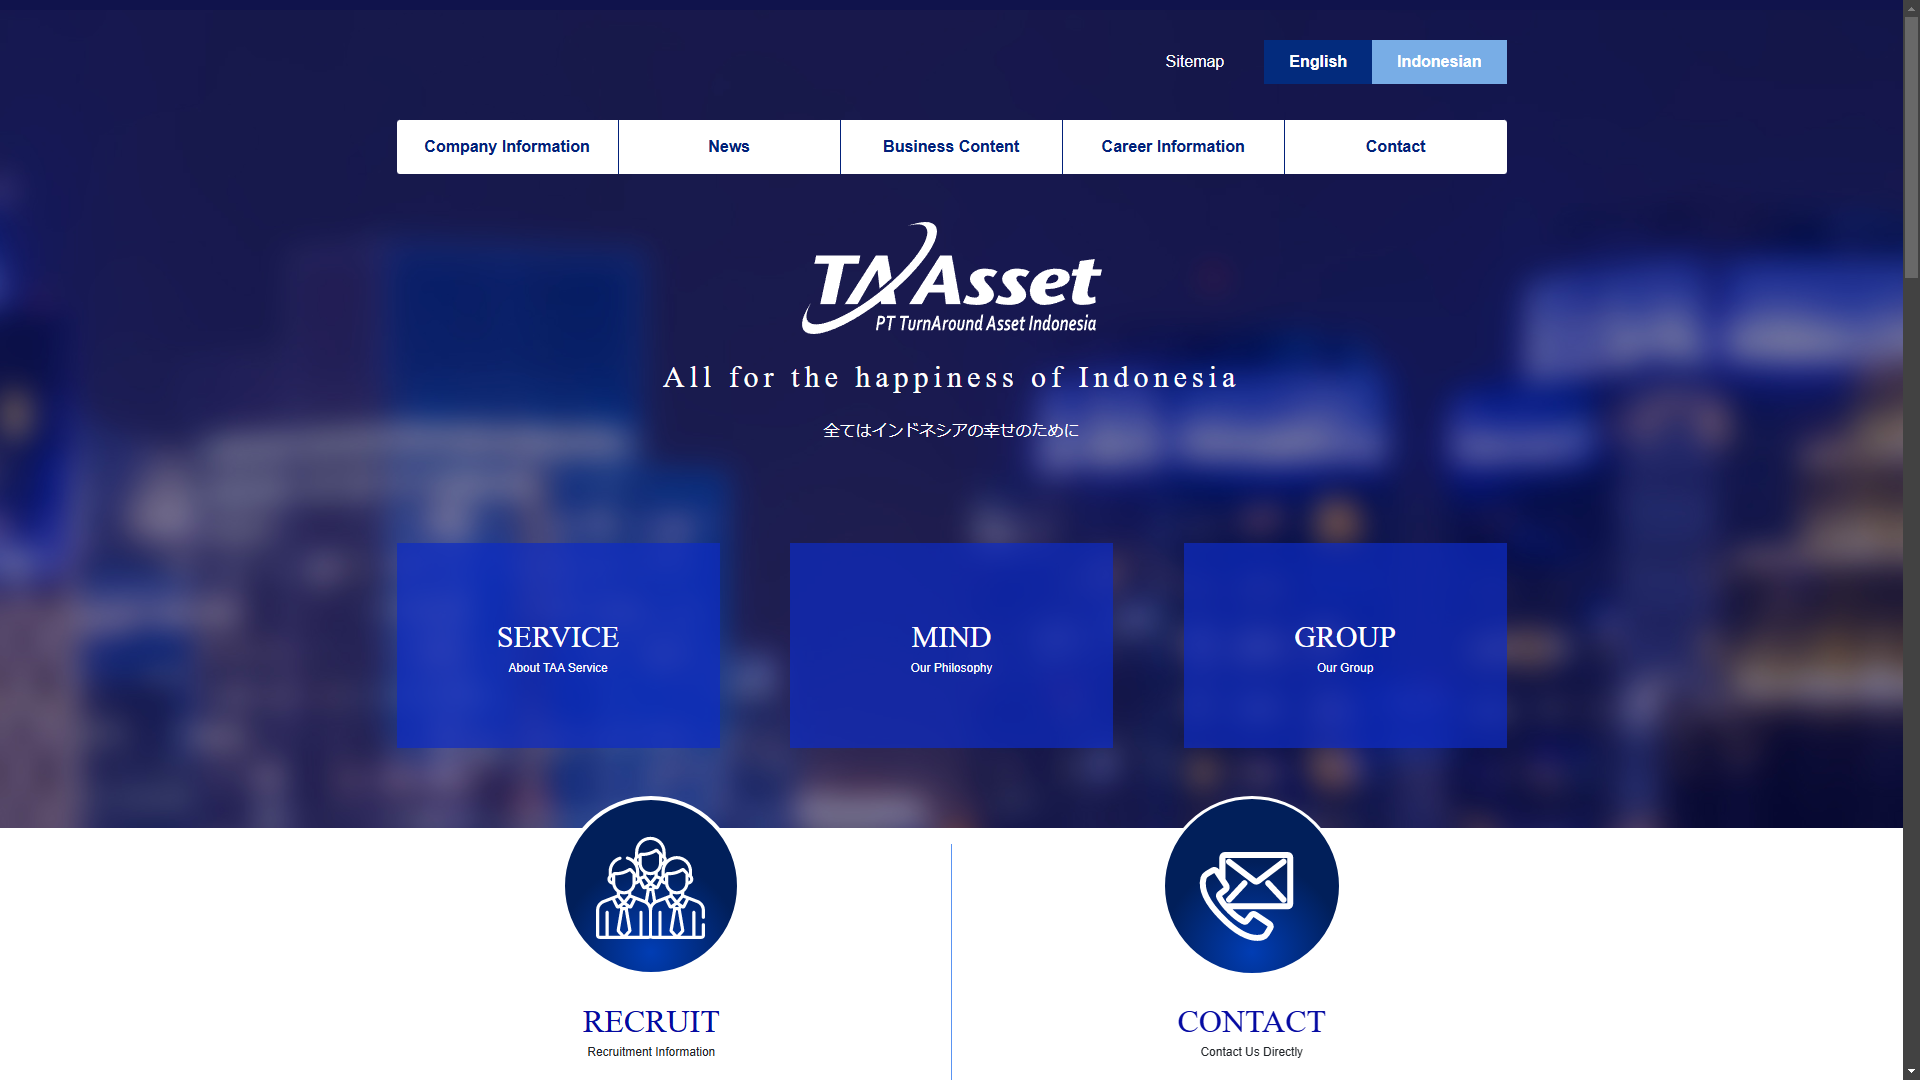 Sitemap
English
Indonesian
Company Information
News
Business Content
Career Information
Contact
TAAsset
PT TurnAround Asset Indonesia
All for the happiness of Indonesia
全てはインドネシアの幸せのために
SERVICE
About TAA Service
MIND
Our Philosophy
GROUP
Our Group
RECRUIT
Recruitment Information
CONTACT
Contact Us Directly